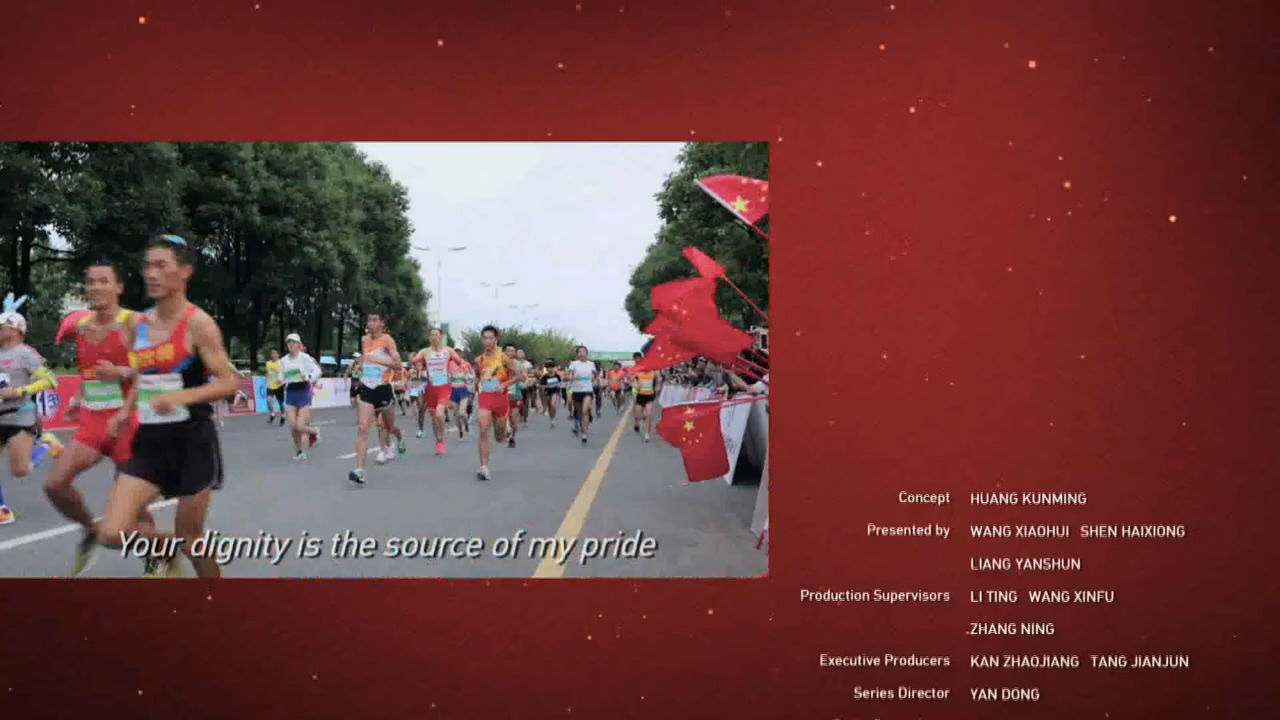 Your dignity is the source of my pride
Concept HUANG KUNMING
Presented by WANG XIAOHUI SHEN HAIXIONG
LIANG YANSHUN
Production Supervisors LI TING WANG XINFU
ZHANG NING
Executive Producers KAN ZHAOJIANG TANG JIANJUN
Series Director YAN DONG